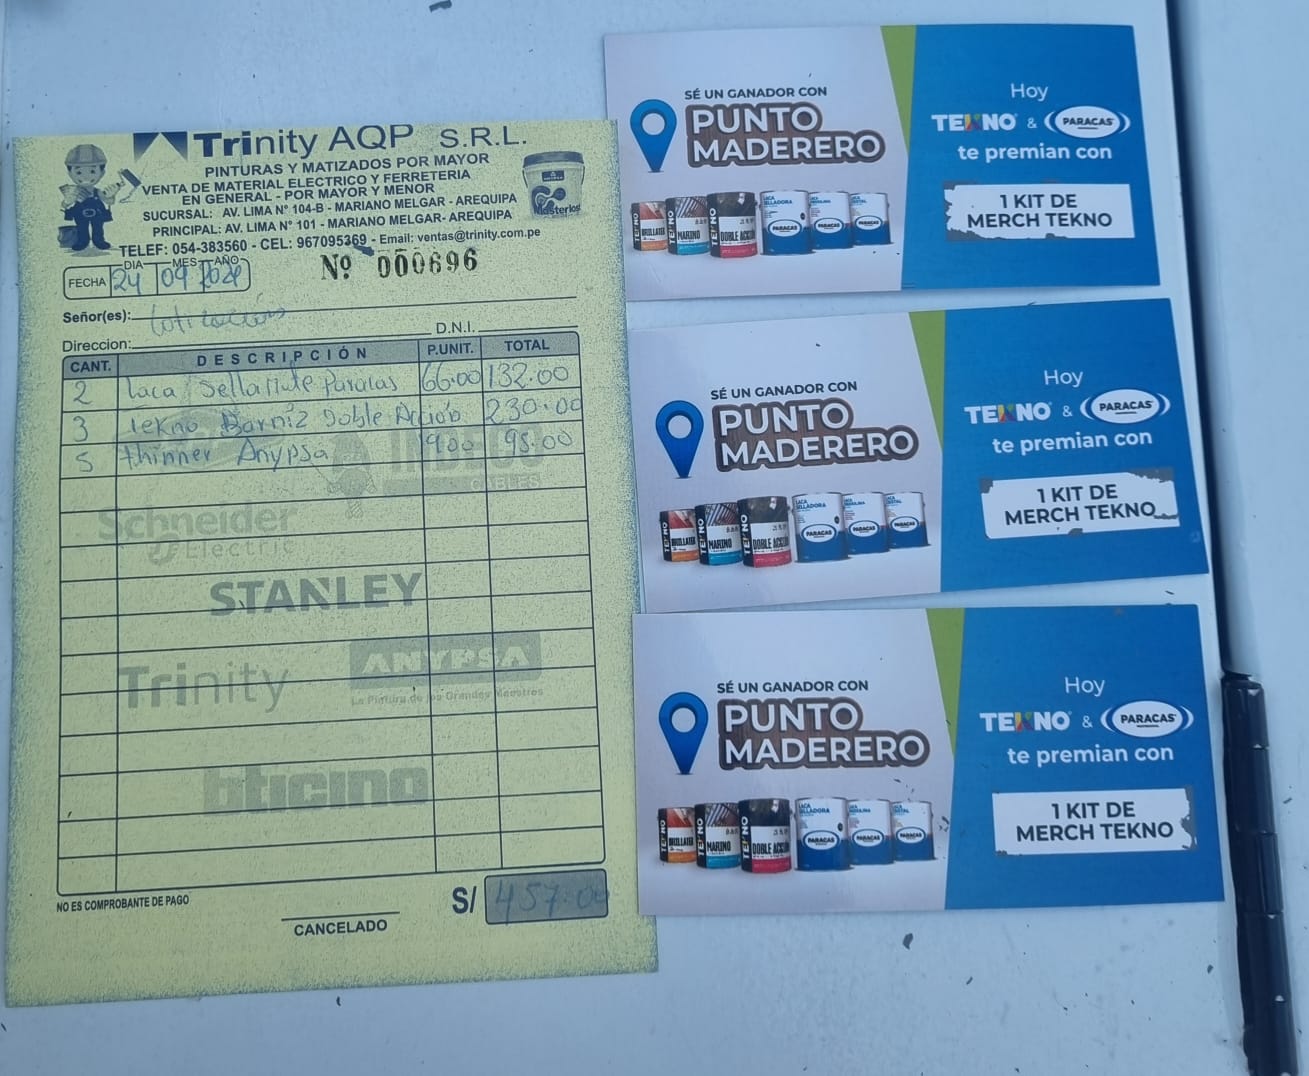 Trinity AQP S.R.L.
PINTURAS Y MATIZADOS POR MAYOR
VENTA DE MATERIAL ELECTRICO Y FERRETERIA
EN GENERAL - POR MAYOR Y MENOR
SUCURSAL: AV. LIMA N° 104-B - MARIANO MELGAR - AREQUIPA
PRINCIPAL: AV. LIMA N° 101 - MARIANO MELGAR- AREQUIPA
TELEF: 054-383560 - CEL: 967095369 - Email: ventas@trinity.com.pe
Masterlos
DIA MES AÑO
FECHA 24 09 2024
Nº 000696
Señor(es):
D.N.I.
Direccion:
CANT. DESCRIPCIÓN P.UNIT. TOTAL
2 Laca Paracas 66.00 132.00
3 Tekno Barniz Doble Acción 230.00
5 thinner Anypsa 1900 95.00
INDECO
CABLES
Schneider
Electric
STANLEY
Trinity
ANYPSA
La Pintura de los Grandes Maestros
bticino
NO ES COMPROBANTE DE PAGO
S/ 457.00
CANCELADO
SÉ UN GANADOR CON
PUNTO
MADERERO
TEKNO BRILLATEX
TEKNO MARINO
TEKNO DOBLE ACCIÓN
LACA SELLADORA PARACAS
PARACAS
LACA CRISTAL PARACAS
Hoy
TEKNO & PARACAS
te premian con
1 KIT DE
MERCH TEKNO
SÉ UN GANADOR CON
PUNTO
MADERERO
TEKNO BRILLATEX
TEKNO MARINO
TEKNO DOBLE ACCIÓN
LACA SELLADORA PARACAS
PARACAS
LACA CRISTAL PARACAS
Hoy
TEKNO & PARACAS
te premian con
1 KIT DE
MERCH TEKNO
SÉ UN GANADOR CON
PUNTO
MADERERO
TEKNO BRILLATEX
TEKNO MARINO
TEKNO DOBLE ACCIÓN
LACA SELLADORA PARACAS
PARACAS
LACA CRISTAL PARACAS
Hoy
TEKNO & PARACAS
te premian con
1 KIT DE
MERCH TEKNO